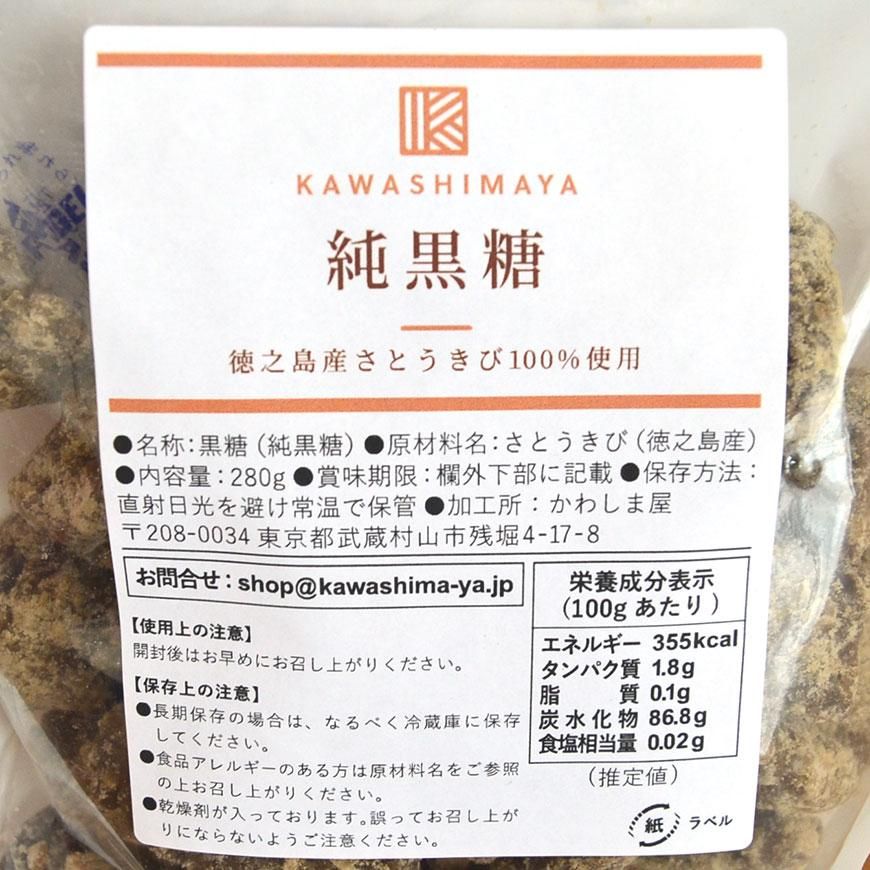 KAWASHIMAYA
純黒糖
徳之島産さとうきび100%使用
●名称:黒糖 (純黒糖) ●原材料名:さとうきび (徳之島産)
●内容量:280g ●賞味期限:欄外下部に記載 ●保存方法:
直射日光を避け常温で保管 ●加工所:かわしま屋
〒208-0034 東京都武蔵村山市残堀4-17-8
お問合せ:shop@kawashima-ya.jp
【使用上の注意】
開封後はお早めにお召し上がりください。
【保存上の注意】
●長期保存の場合は、なるべく冷蔵庫に保存
してください。
●食品アレルギーのある方は原材料名をご参照
の上お召し上がりください。
●乾燥剤が入っております。誤ってお召し上が
りにならないようご注意ください。
栄養成分表示
(100gあたり)
エネルギー 355kcal
タンパク質 1.8g
脂質 0.1g
炭水化物 86.8g
食塩相当量 0.02g
(推定値)
紙 ラベル